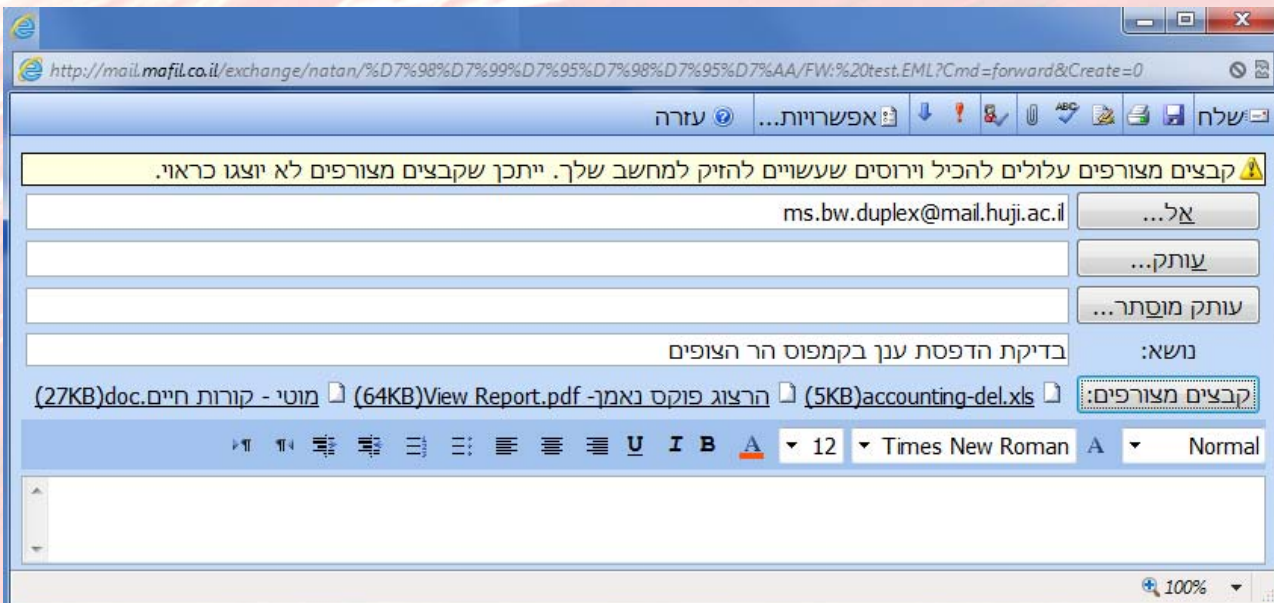 http://mail.mafil.co.il/exchange/natan/%D7%98%D7%99%D7%95%D7%98%D7%95%D7%AA/FW:%20test.EML?Cmd=forward&Create=0
שלח ABC אפשרויות... עזרה
קבצים מצורפים עלולים להכיל וירוסים שעשויים להזיק למחשב שלך. ייתכן שקבצים מצורפים לא יוצגו כראוי.
אל... ms.bw.duplex@mail.huji.ac.il
עותק...
עותק מוסתר...
נושא: בדיקת הדפסת ענן בקמפוס הר הצופים
קבצים מצורפים: accounting-del.xls(5KB) הרצוג פוקס נאמן- View Report.pdf(64KB) מוטי - קורות חיים.doc(27KB)
Normal A Times New Roman 12 A B I U
100%